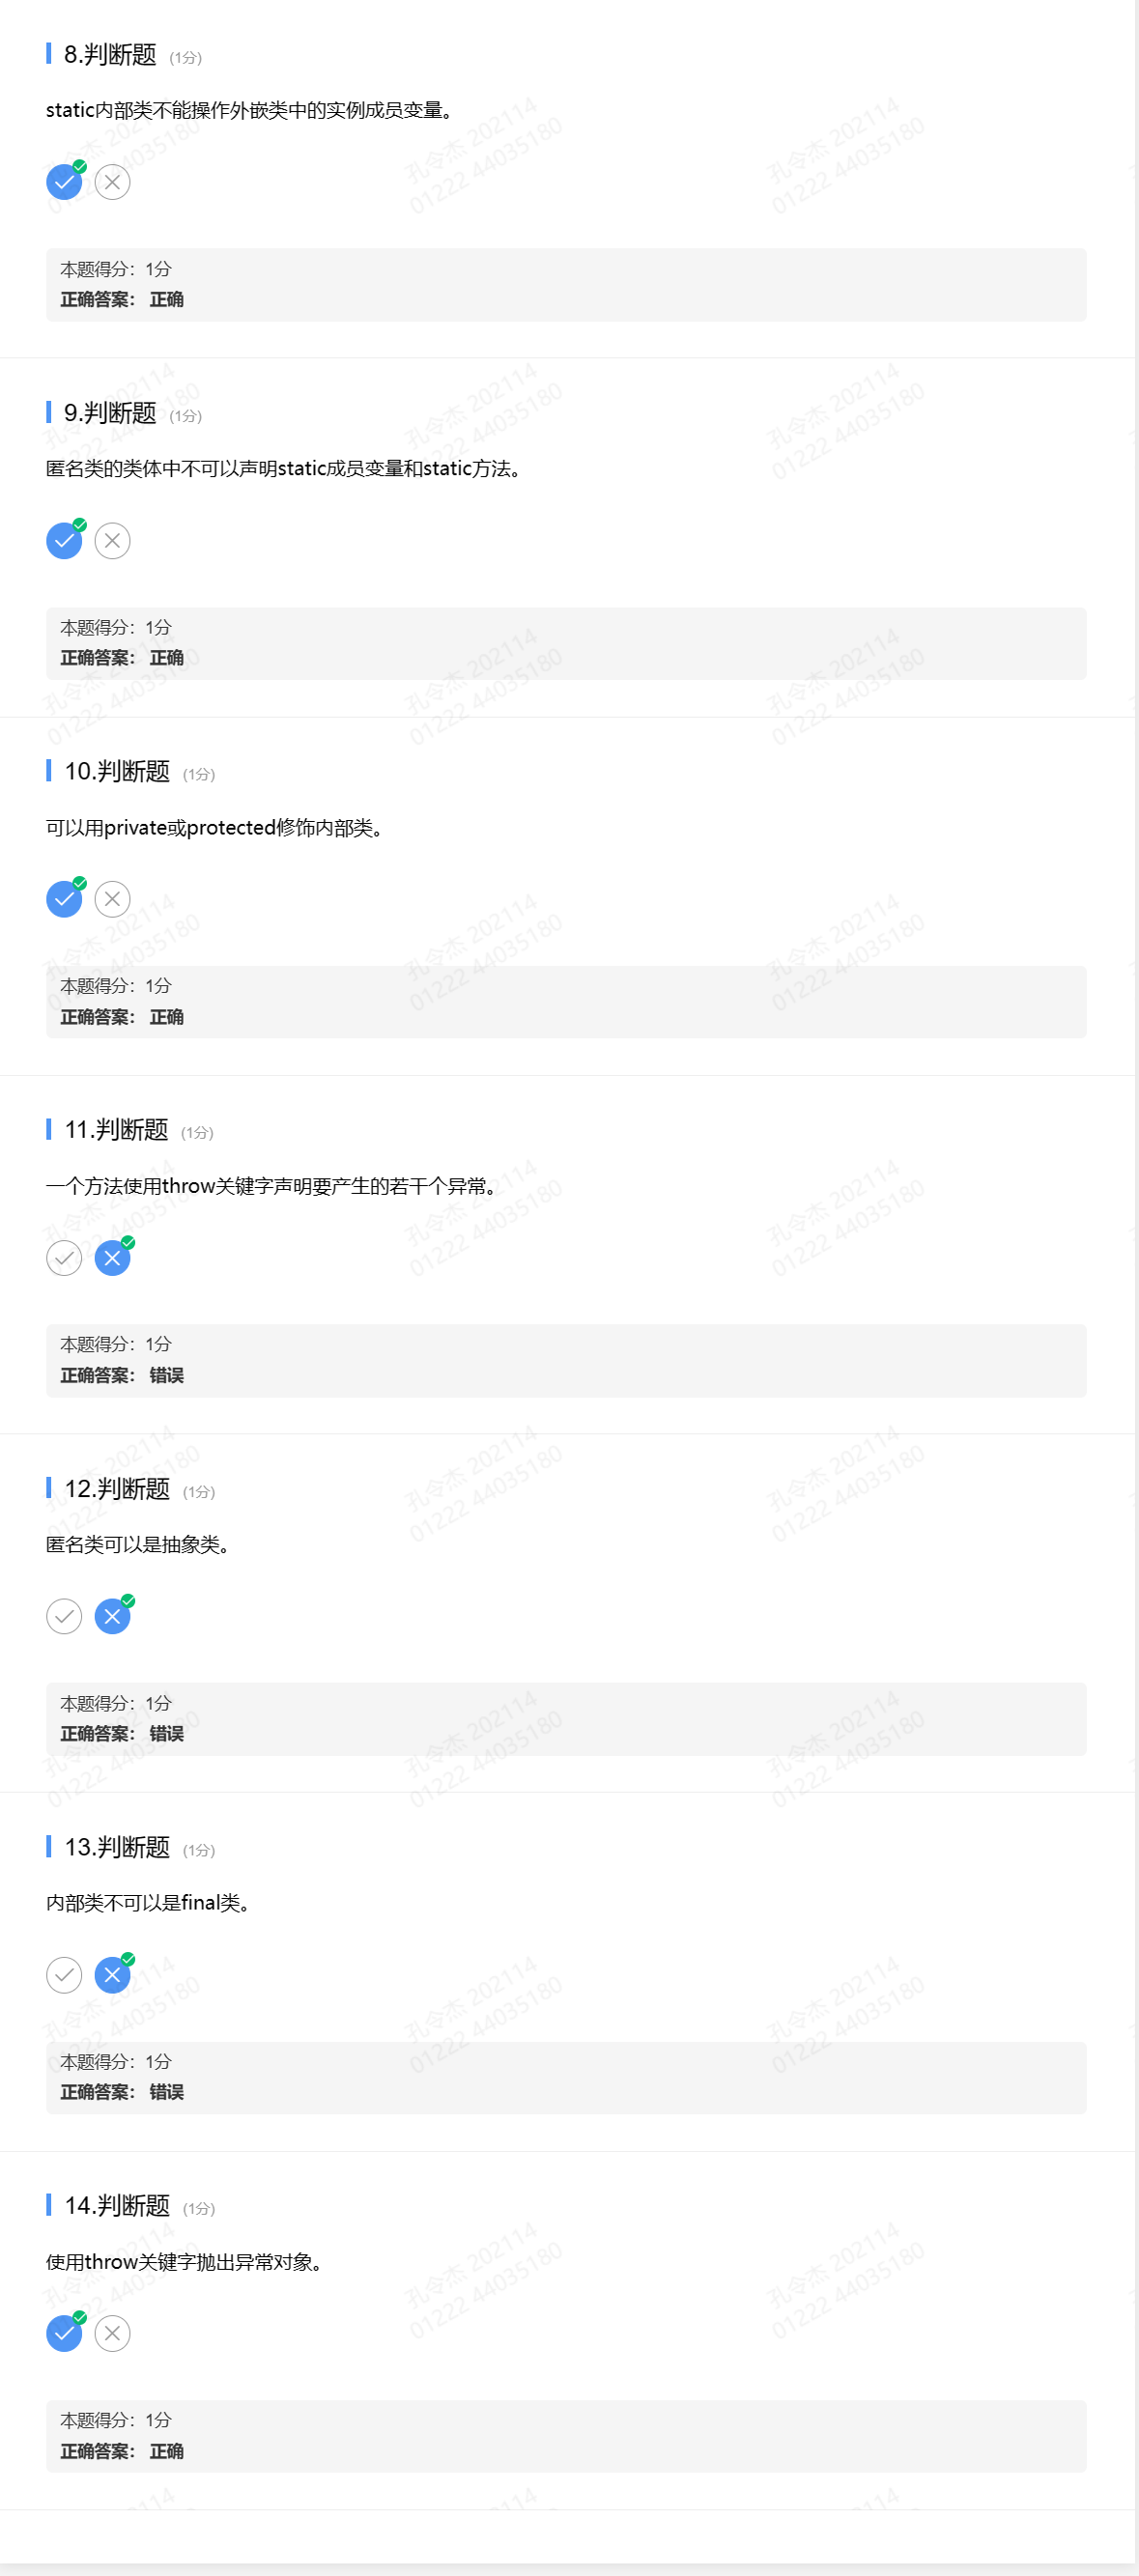 8.判断题 (1分)
static内部类不能操作外嵌类中的实例成员变量。
本题得分：1分
正确答案： 正确
9.判断题 (1分)
匿名类的类体中不可以声明static成员变量和static方法。
本题得分：1分
正确答案： 正确
10.判断题 (1分)
可以用private或protected修饰内部类。
本题得分：1分
正确答案： 正确
11.判断题 (1分)
一个方法使用throw关键字声明要产生的若干个异常。
本题得分：1分
正确答案： 错误
12.判断题 (1分)
匿名类可以是抽象类。
本题得分：1分
正确答案： 错误
13.判断题 (1分)
内部类不可以是final类。
本题得分：1分
正确答案： 错误
14.判断题 (1分)
使用throw关键字抛出异常对象。
本题得分：1分
正确答案： 正确
孔令杰 202114
01222 44035180